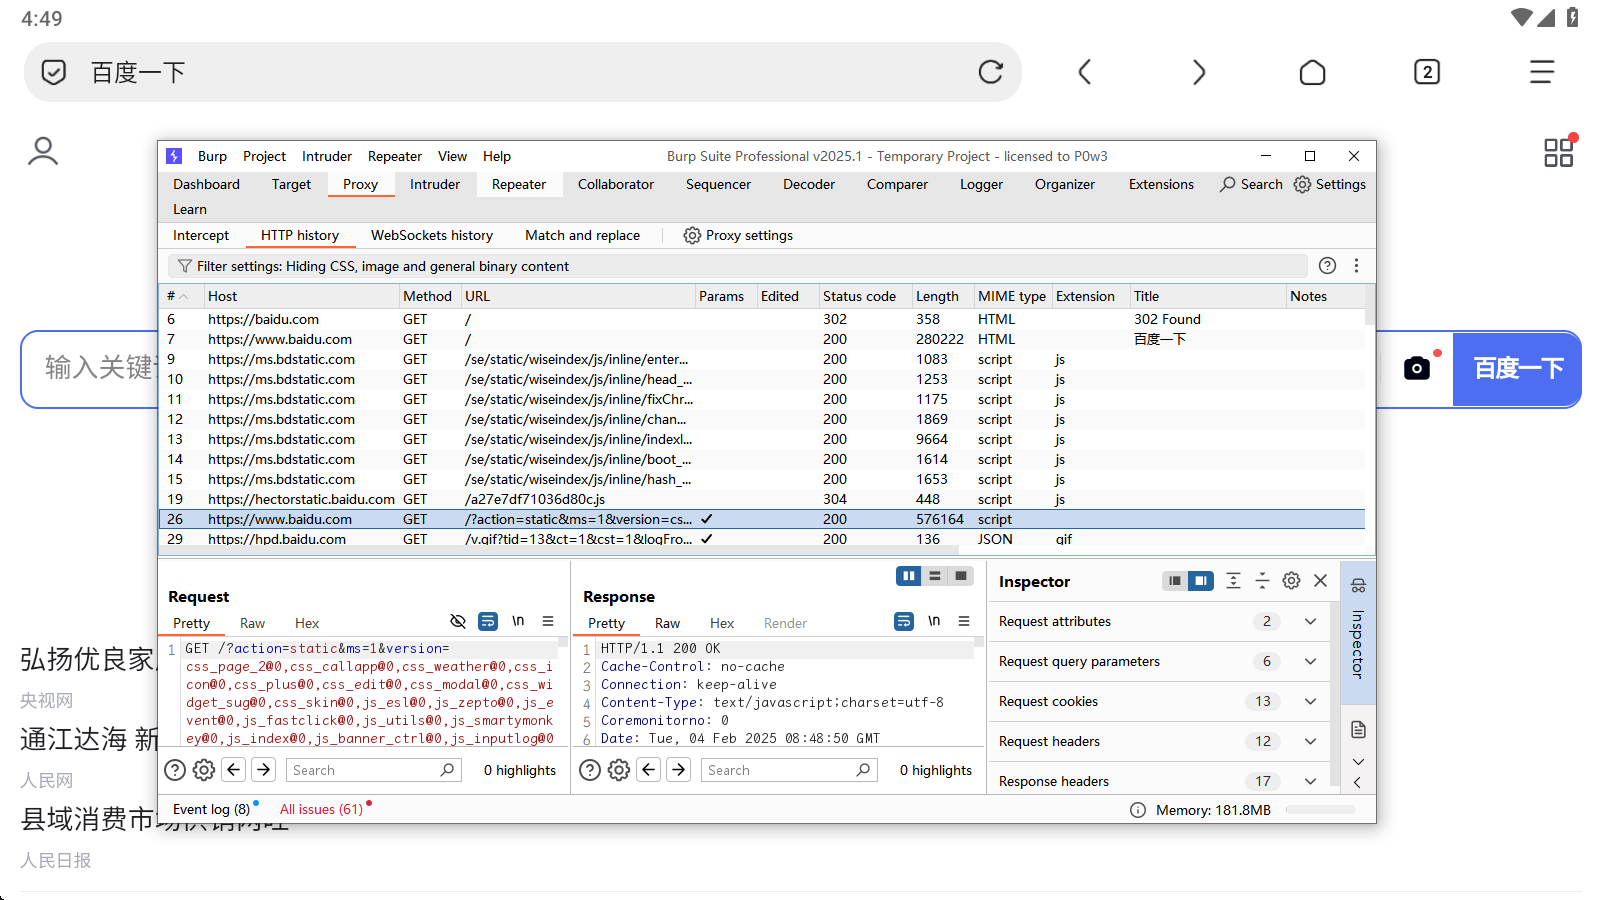 4:49
百度一下
2
Burp Project Intruder Repeater View Help Burp Suite Professional v2025.1 - Temporary Project - licensed to P0w3
Dashboard Target Proxy Intruder Repeater Collaborator Sequencer Decoder Comparer Logger Organizer Extensions Search Settings
Learn
Intercept HTTP history WebSockets history Match and replace Proxy settings
Filter settings: Hiding CSS, image and general binary content
# Host Method URL Params Edited Status code Length MIME type Extension Title Notes
6 https://baidu.com GET / 302 358 HTML 302 Found
7 https://www.baidu.com GET / 200 280222 HTML 百度一下
9 https://ms.bdstatic.com GET /se/static/wiseindex/js/inline/enter... 200 1083 script js
10 https://ms.bdstatic.com GET /se/static/wiseindex/js/inline/head_... 200 1253 script js
11 https://ms.bdstatic.com GET /se/static/wiseindex/js/inline/fixChr... 200 1175 script js
12 https://ms.bdstatic.com GET /se/static/wiseindex/js/inline/chan... 200 1869 script js
13 https://ms.bdstatic.com GET /se/static/wiseindex/js/inline/indexl... 200 9664 script js
14 https://ms.bdstatic.com GET /se/static/wiseindex/js/inline/boot_... 200 1614 script js
15 https://ms.bdstatic.com GET /se/static/wiseindex/js/inline/hash_... 200 1653 script js
19 https://hectorstatic.baidu.com GET /a27e7df71036d80c.js 304 448 script js
26 https://www.baidu.com GET /?action=static&ms=1&version=cs... ✓ 200 576164 script
29 https://hpd.baidu.com GET /v.gif?tid=13&ct=1&cst=1&logFro... ✓ 200 136 JSON gif
输入关键
百度一下
Request
Pretty Raw Hex \n
1 GET /?action=static&ms=1&version=
css_page_2@0,css_callapp@0,css_weather@0,css_i
con@0,css_plus@0,css_edit@0,css_modal@0,css_wi
dget_sug@0,css_skin@0,js_esl@0,js_zepto@0,js_e
vent@0,js_fastclick@0,js_utils@0,js_smartymonk
ey@0,js_index@0,js_banner_ctrl@0,js_inputlog@0
Search 0 highlights
Response
Pretty Raw Hex Render \n
1 HTTP/1.1 200 OK
2 Cache-Control: no-cache
3 Connection: keep-alive
4 Content-Type: text/javascript;charset=utf-8
5 Coremonitorno: 0
6 Date: Tue, 04 Feb 2025 08:48:50 GMT
Search 0 highlights
Inspector
Request attributes 2
Request query parameters 6
Request cookies 13
Request headers 12
Response headers 17
Inspector
Event log (8) All issues (61) Memory: 181.8MB
弘扬优良家
央视网
通江达海 新
人民网
县域消费市
人民日报